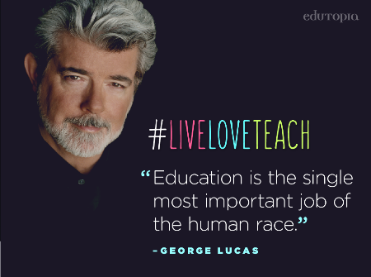 edutopia
#LIVELOVETEACH
“Education is the single
most important job of
the human race.”
–GEORGE LUCAS